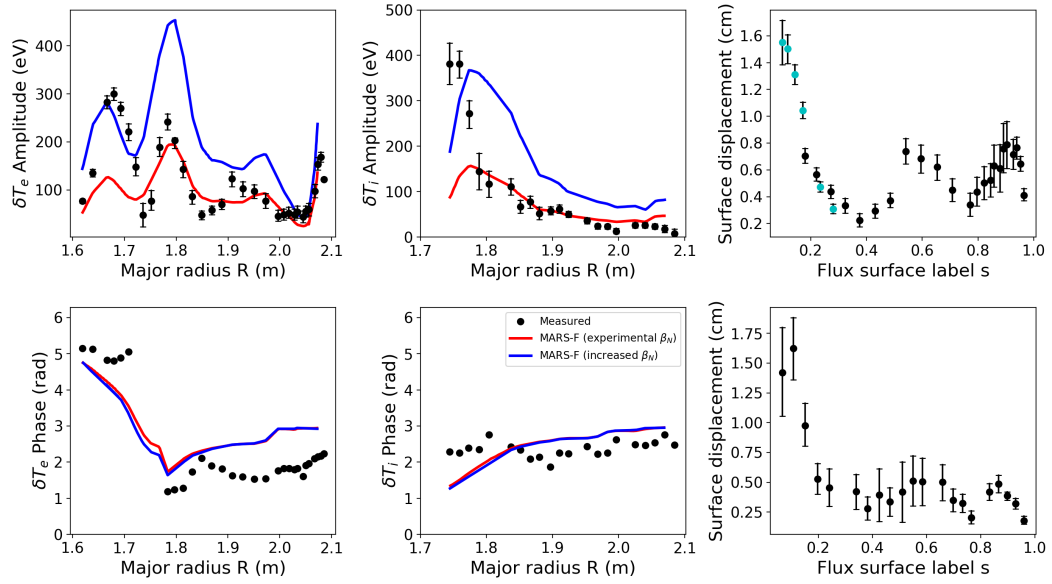 400
300
200
100
δTₑ Amplitude (eV)
1.6 1.7 1.8 1.9 2.0 2.1
Major radius R (m)
500
400
300
200
100
0
δTᵢ Amplitude (eV)
1.7 1.8 1.9 2.0 2.1
Major radius R (m)
1.6
1.4
1.2
1.0
0.8
0.6
0.4
0.2
Surface displacement (cm)
0.2 0.4 0.6 0.8 1.0
Flux surface label s
6
5
4
3
2
1
0
δTₑ Phase (rad)
1.6 1.7 1.8 1.9 2.0 2.1
Major radius R (m)
6
5
4
3
2
1
0
δTᵢ Phase (rad)
Measured
MARS-F (experimental β_N)
MARS-F (increased β_N)
1.7 1.8 1.9 2.0 2.1
Major radius R (m)
1.75
1.50
1.25
1.00
0.75
0.50
0.25
Surface displacement (cm)
0.2 0.4 0.6 0.8 1.0
Flux surface label s